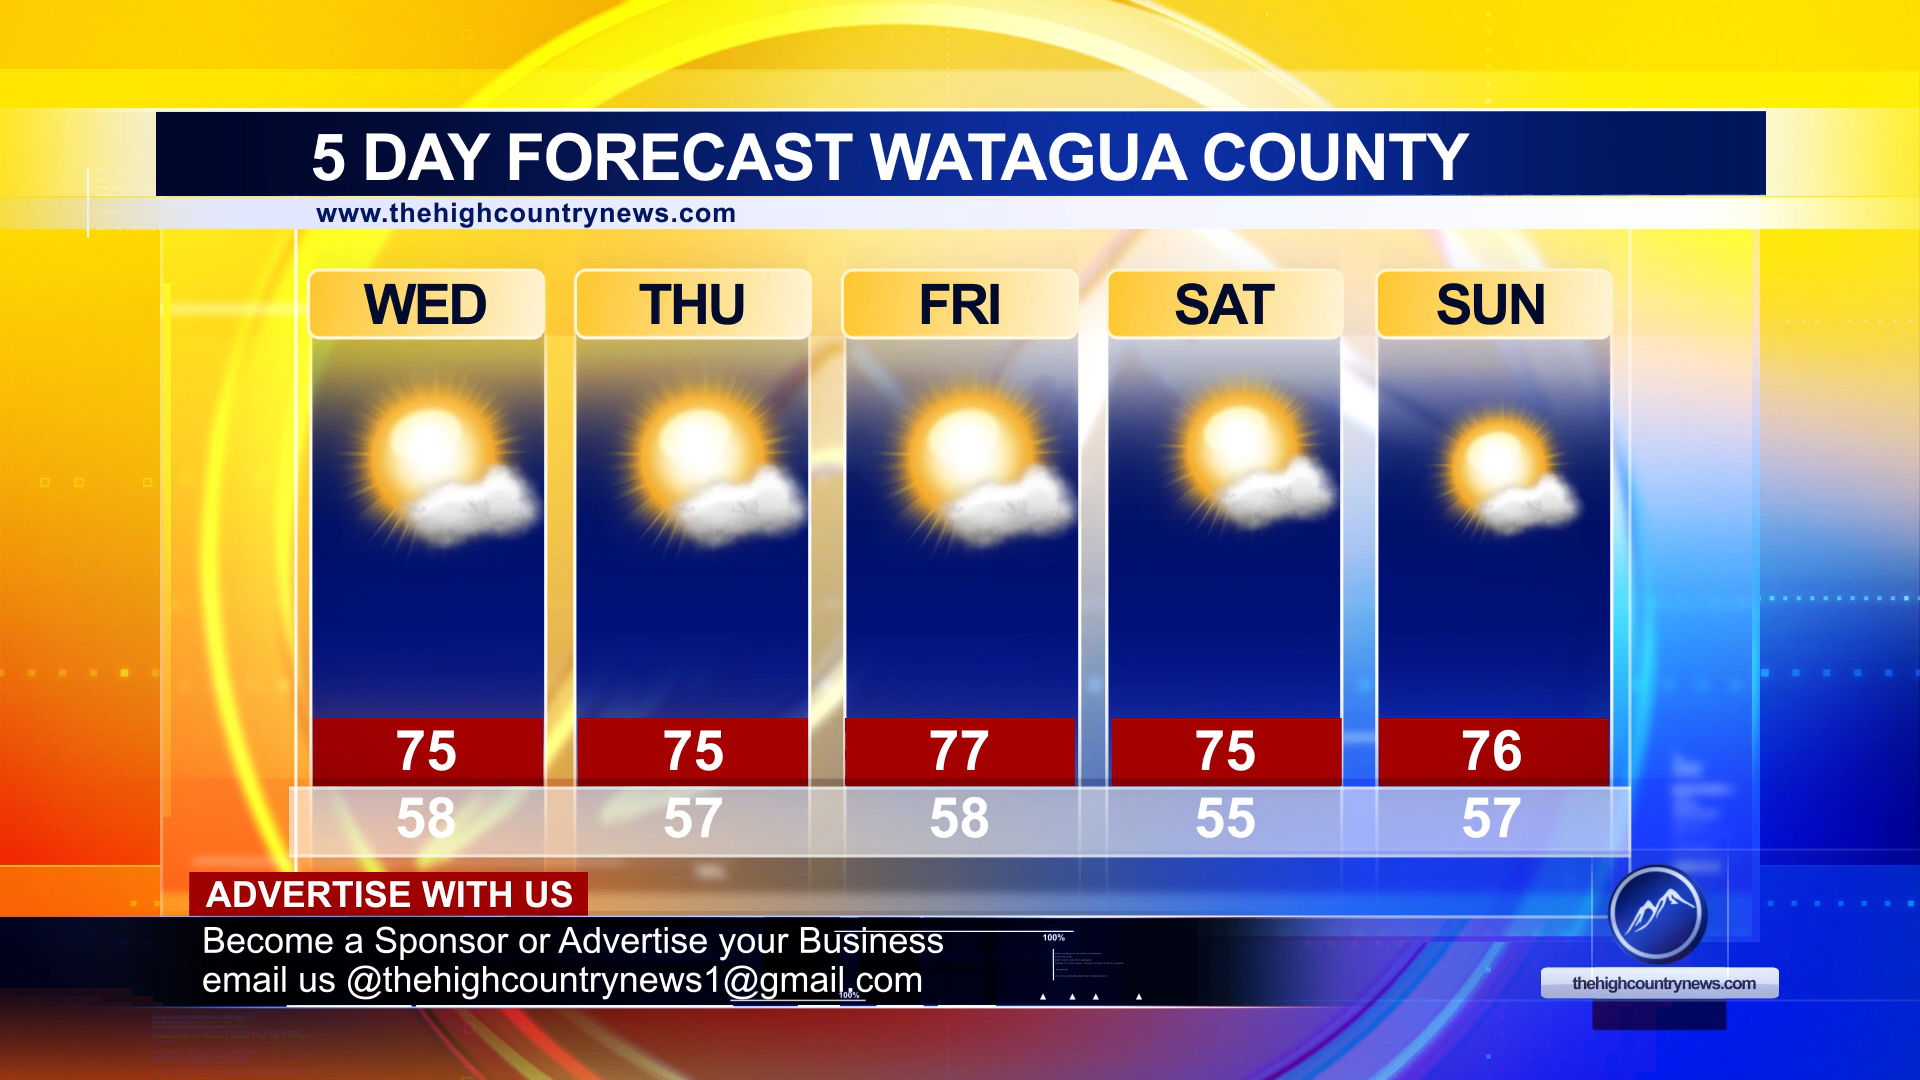 5 DAY FORECAST WATAGUA COUNTY
www.thehighcountrynews.com
WED THU FRI SAT SUN
75 75 77 75 76
58 57 58 55 57
ADVERTISE WITH US
Become a Sponsor or Advertise your Business
email us @thehighcountrynews1@gmail.com
100%
100%
thehighcountrynews.com